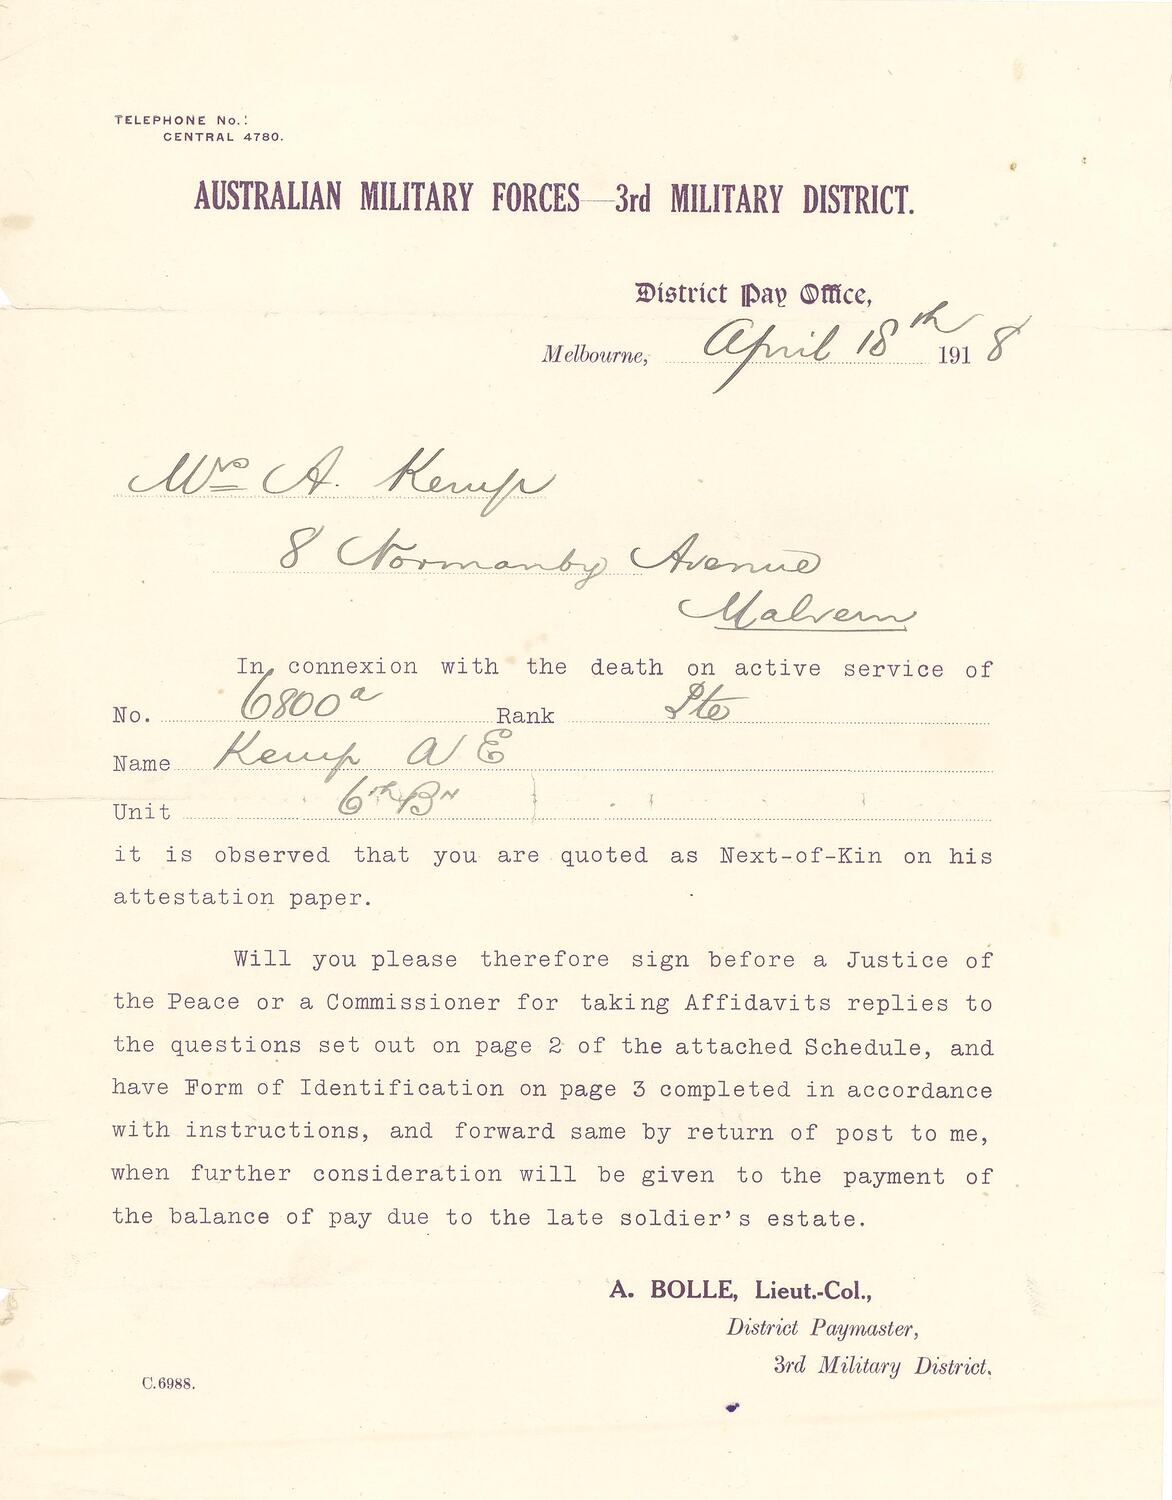 TELEPHONE No.:
CENTRAL 4780.
AUSTRALIAN MILITARY FORCES—3rd MILITARY DISTRICT.
District Pay Office,
Melbourne, April 18th 1918
Mrs A. Kemp
8 Normanby Avenue
Malvern
In connexion with the death on active service of
No. 6800a Rank Pte
Name Kemp A E
Unit 6th Bn
it is observed that you are quoted as Next-of-Kin on his
attestation paper.
Will you please therefore sign before a Justice of
the Peace or a Commissioner for taking Affidavits replies to
the questions set out on page 2 of the attached Schedule, and
have Form of Identification on page 3 completed in accordance
with instructions, and forward same by return of post to me,
when further consideration will be given to the payment of
the balance of pay due to the late soldier's estate.
A. BOLLE, Lieut.-Col.,
District Paymaster,
3rd Military District.
C.6988.